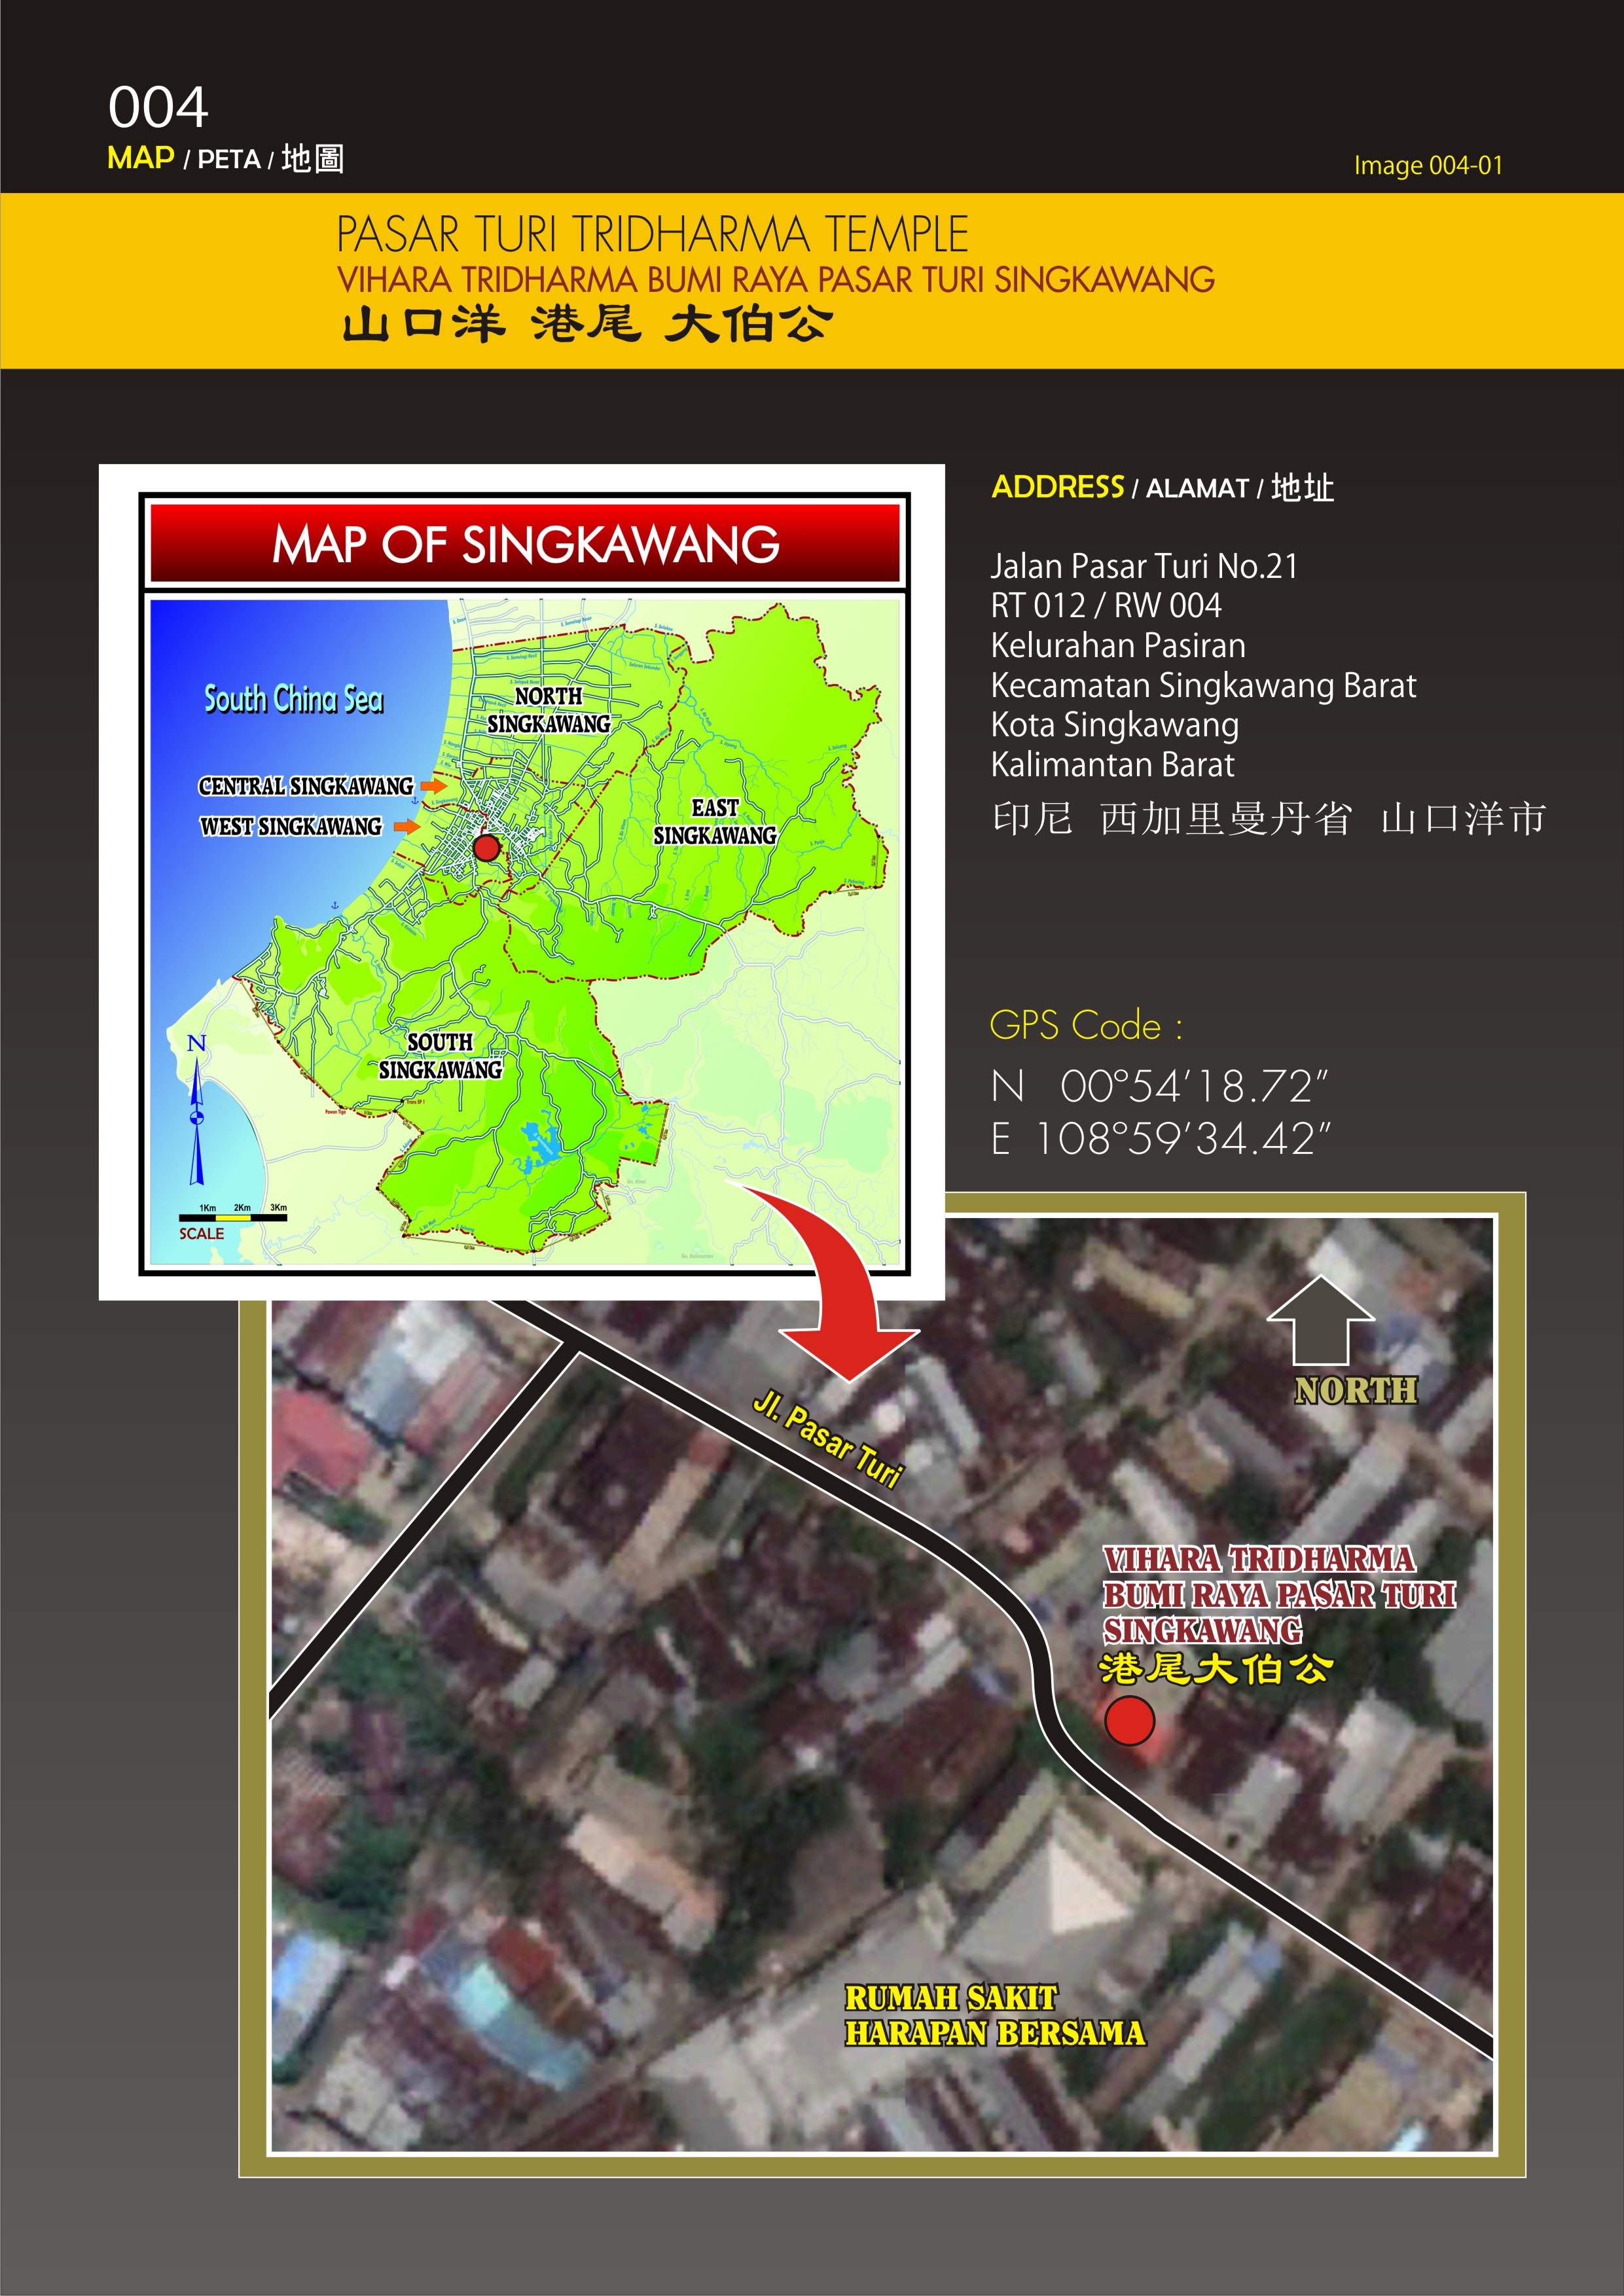 004
MAP / PETA / 地圖
Image 004-01
PASAR TURI TRIDHARMA TEMPLE
VIHARA TRIDHARMA BUMI RAYA PASAR TURI SINGKAWANG
山口洋 港尾 大伯公
MAP OF SINGKAWANG
South China Sea
NORTH
SINGKAWANG
CENTRAL SINGKAWANG
WEST SINGKAWANG
EAST
SINGKAWANG
SOUTH
SINGKAWANG
N
1Km 2Km 3Km
SCALE
ADDRESS / ALAMAT / 地址
Jalan Pasar Turi No.21
RT 012 / RW 004
Kelurahan Pasiran
Kecamatan Singkawang Barat
Kota Singkawang
Kalimantan Barat
印尼 西加里曼丹省 山口洋市
GPS Code :
N 00°54'18.72"
E 108°59'34.42"
NORTH
Jl. Pasar Turi
VIHARA TRIDHARMA
BUMI RAYA PASAR TURI
SINGKAWANG
港尾大伯公
RUMAH SAKIT
HARAPAN BERSAMA